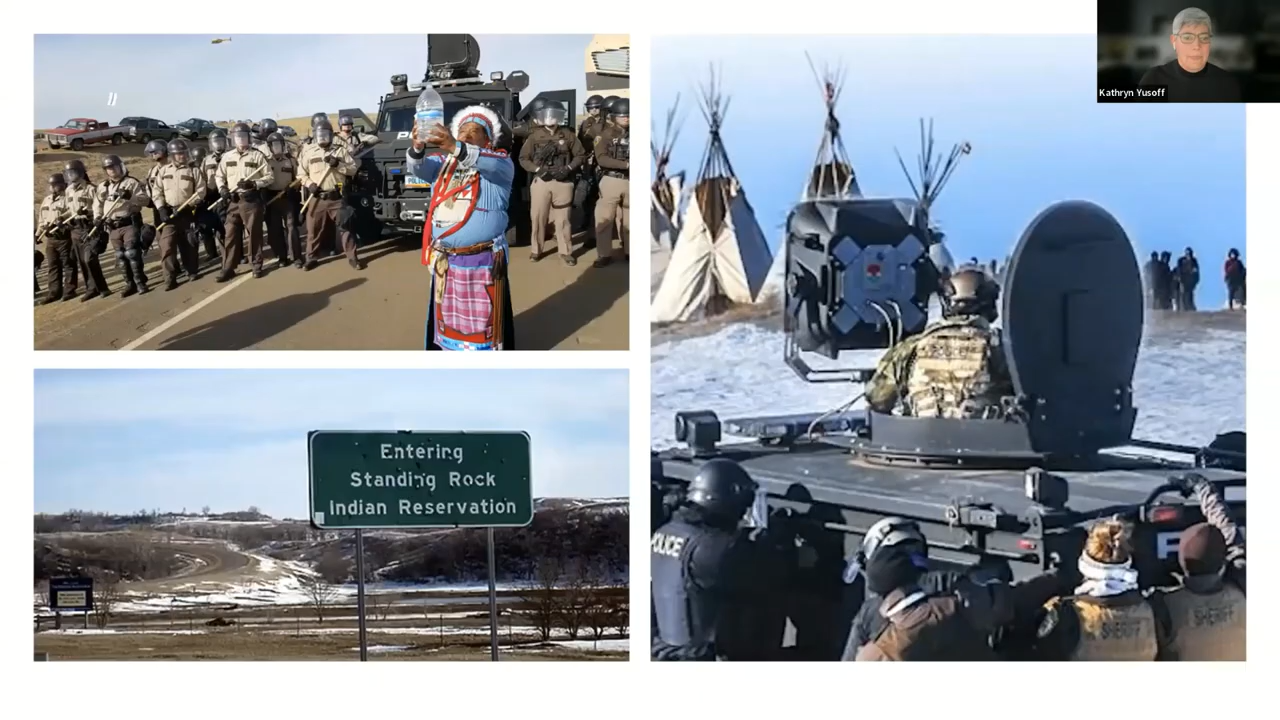 Kathryn Yusoff
Entering
Standing Rock
Indian Reservation
POLICE
SHERIFF
SHERIFF